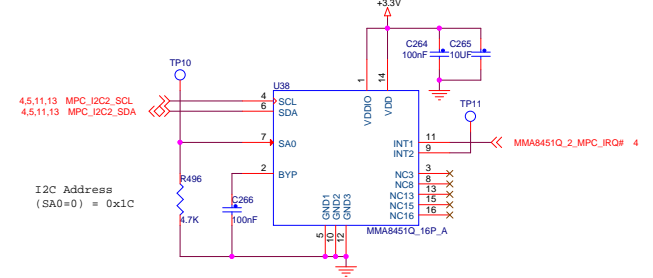 +3.3V
C264
100nF
C265
10UF
TP10
U38
1
14
VDDIO
VDD
TP11
4,5,11,13 MPC_I2C2_SCL
4 SCL
4,5,11,13 MPC_I2C2_SDA
6 SDA
7 SA0
INT1 11
MMA8451Q_2_MPC_IRQ# 4
INT2 9
2 BYP
NC3 3
NC8 8
NC13 13
NC15 15
NC16 16
R496
4.7K
I2C Address
(SA0=0) = 0x1C
C266
100nF
GND1
GND2
GND3
5
10
12
MMA8451Q_16P_A